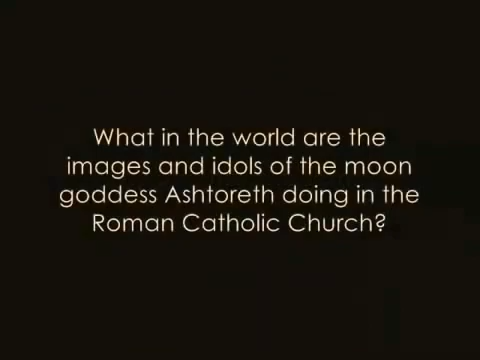 What in the world are the
images and idols of the moon
goddess Ashtoreth doing in the
Roman Catholic Church?